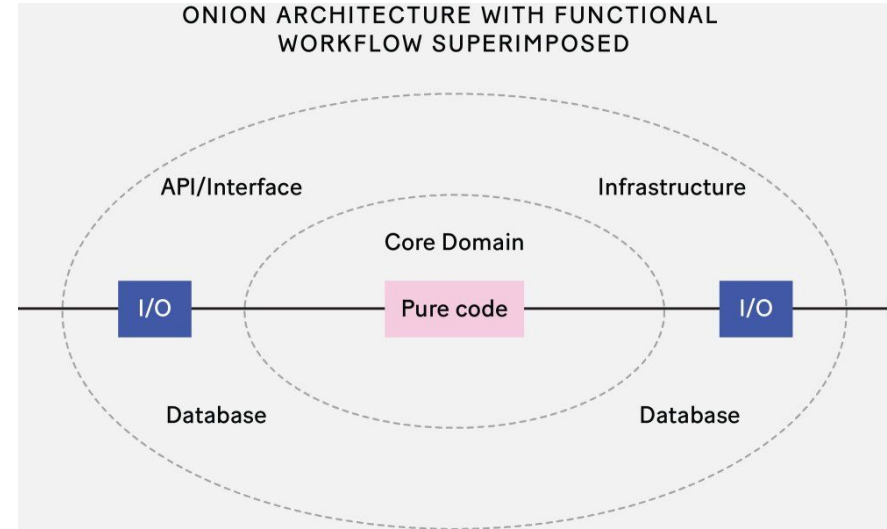 ONION ARCHITECTURE WITH FUNCTIONAL
WORKFLOW SUPERIMPOSED
API/Interface
Infrastructure
Core Domain
I/O
Pure code
I/O
Database
Database